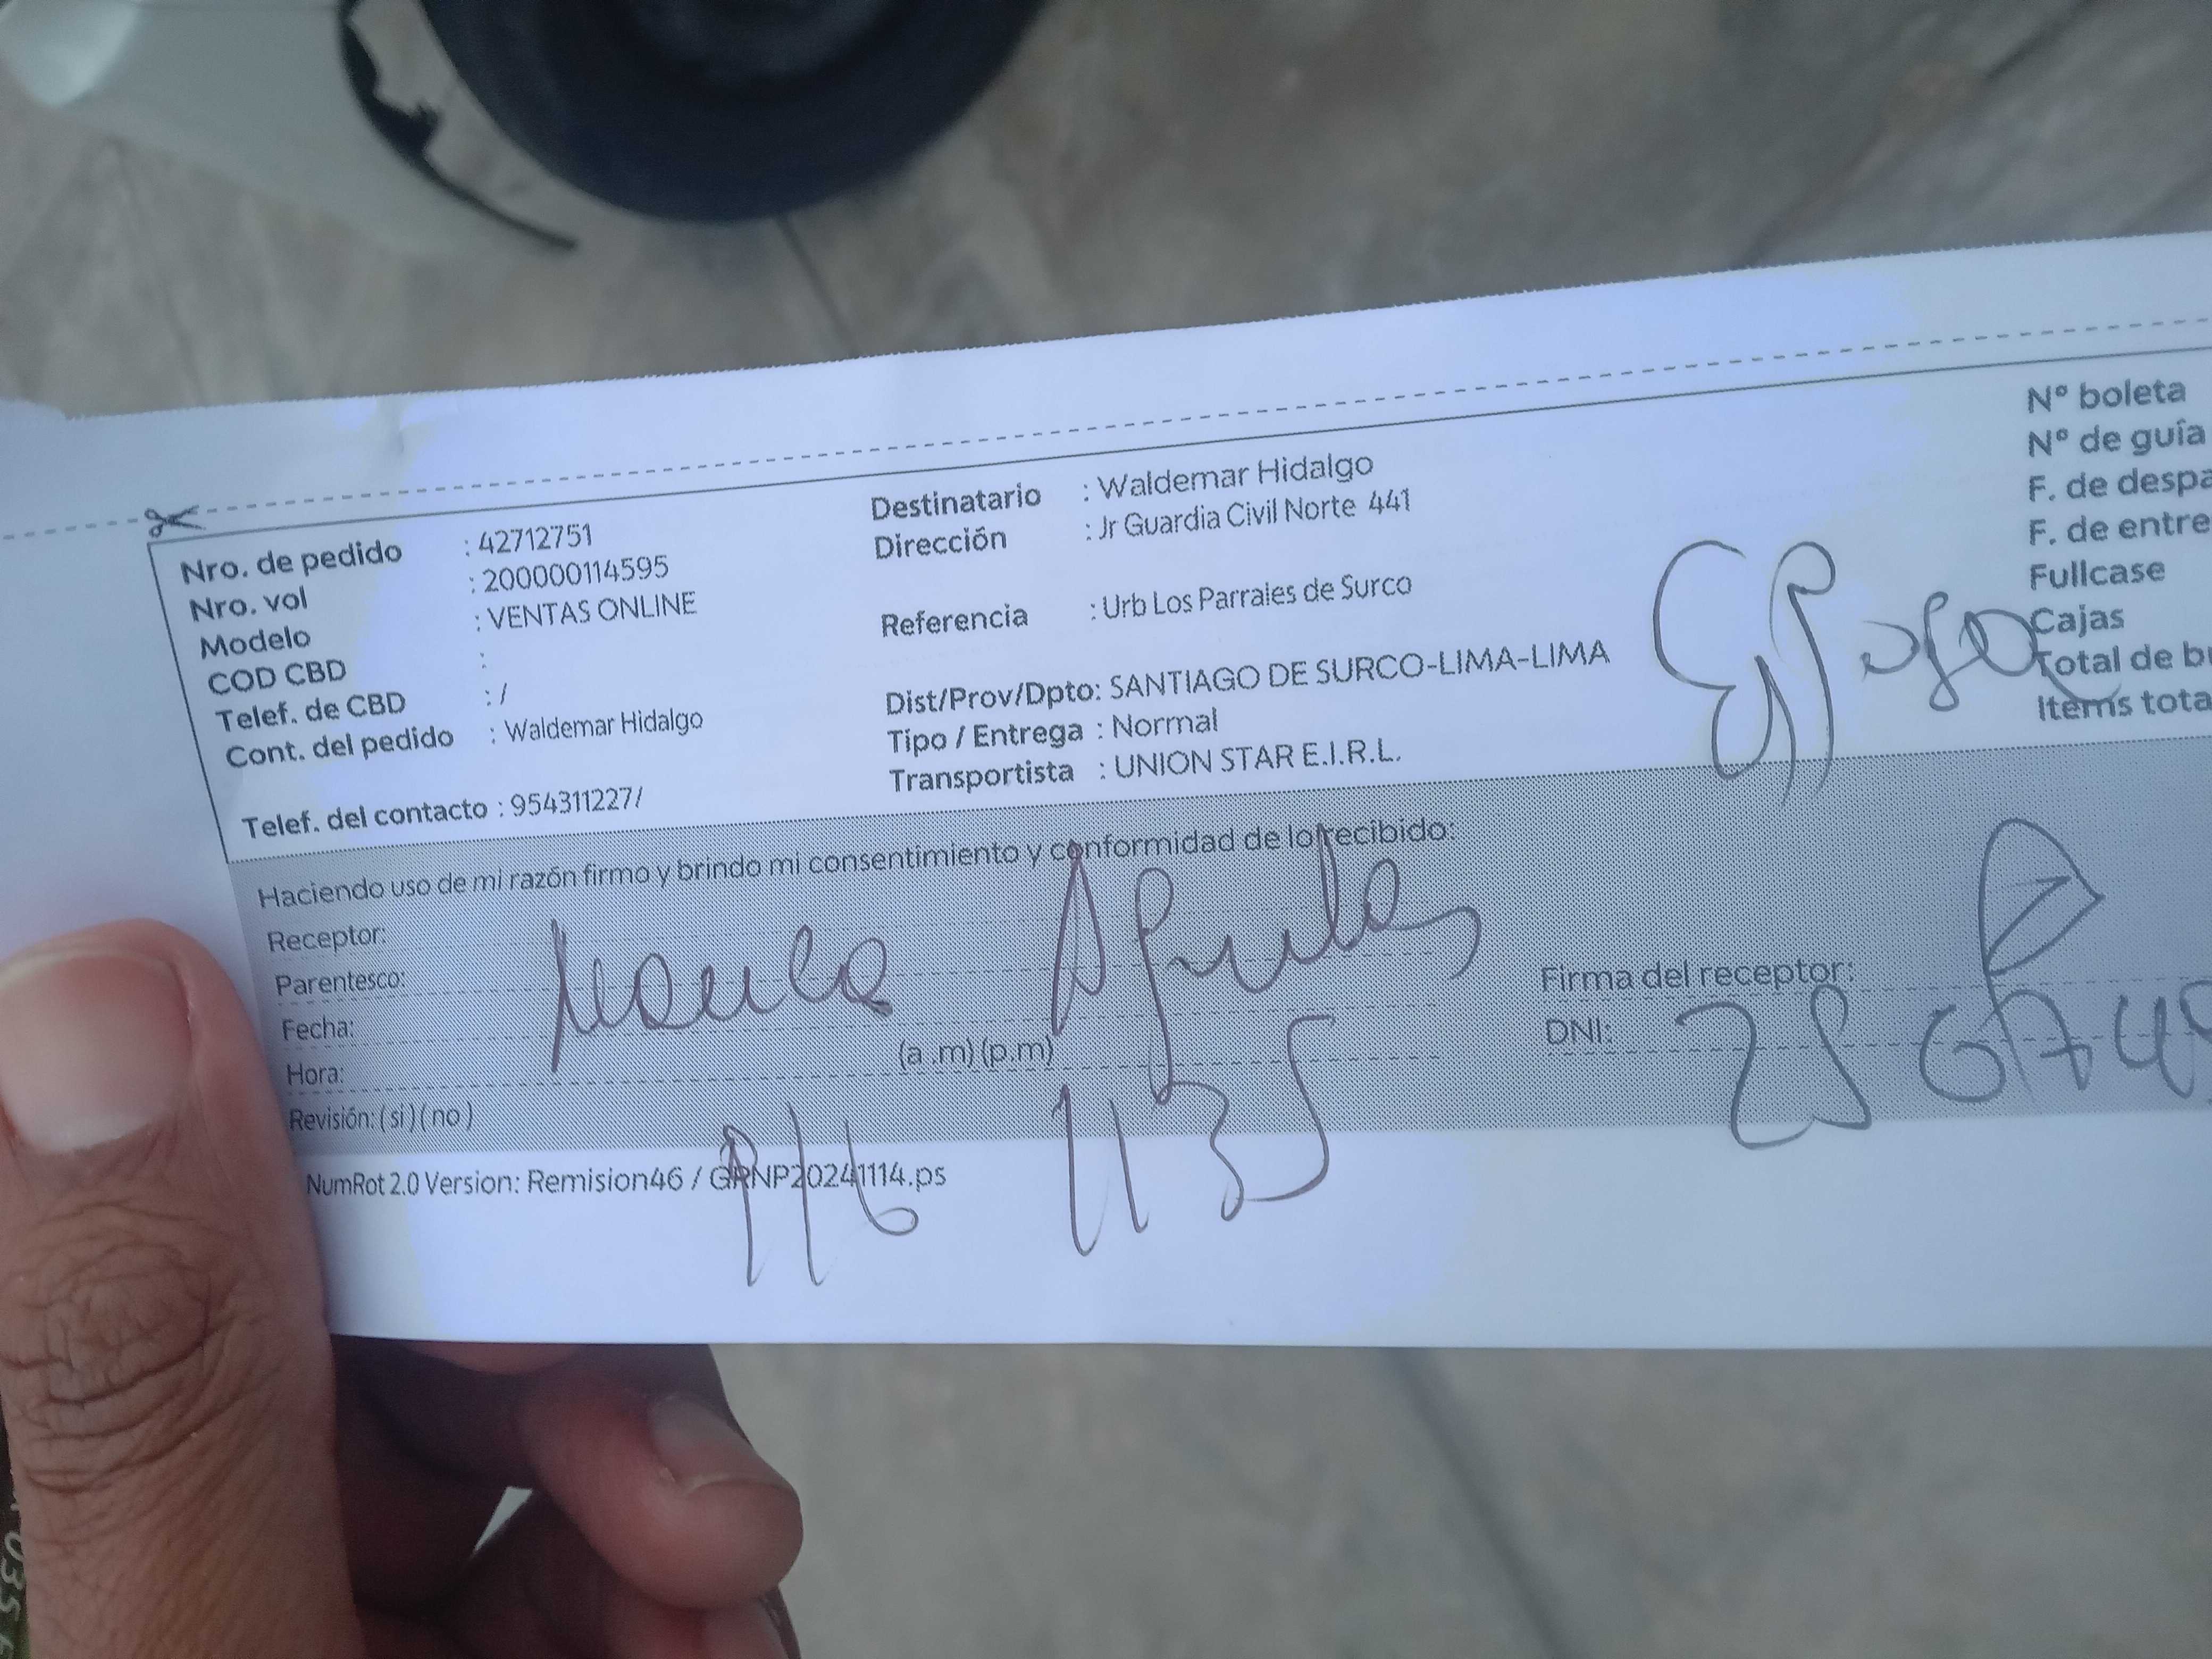 Nro. de pedido : 42712751
Nro. vol : 200000114595
Modelo : VENTAS ONLINE
COD CBD :
Telef. de CBD : /
Cont. del pedido : Waldemar Hidalgo
Telef. del contacto : 954311227/
Destinatario : Waldemar Hidalgo
Dirección : Jr Guardia Civil Norte 441
Referencia : Urb Los Parrales de Surco
Dist/Prov/Dpto: SANTIAGO DE SURCO-LIMA-LIMA
Tipo / Entrega : Normal
Transportista : UNION STAR E.I.R.L.
Nº boleta
Nº de guía
F. de despa
F. de entre
Fullcase
Cajas
Total de bu
Items tota
Haciendo uso de mi razón firmo y brindo mi consentimiento y conformidad de lo recibido:
Receptor:
Parentesco:
Fecha:
Hora: (a .m) (p.m)
Revisión: ( si ) ( no )
Firma del receptor:
DNI:
1135
NumRot 2.0 Version: Remision46 / GRNP20241114.ps
035